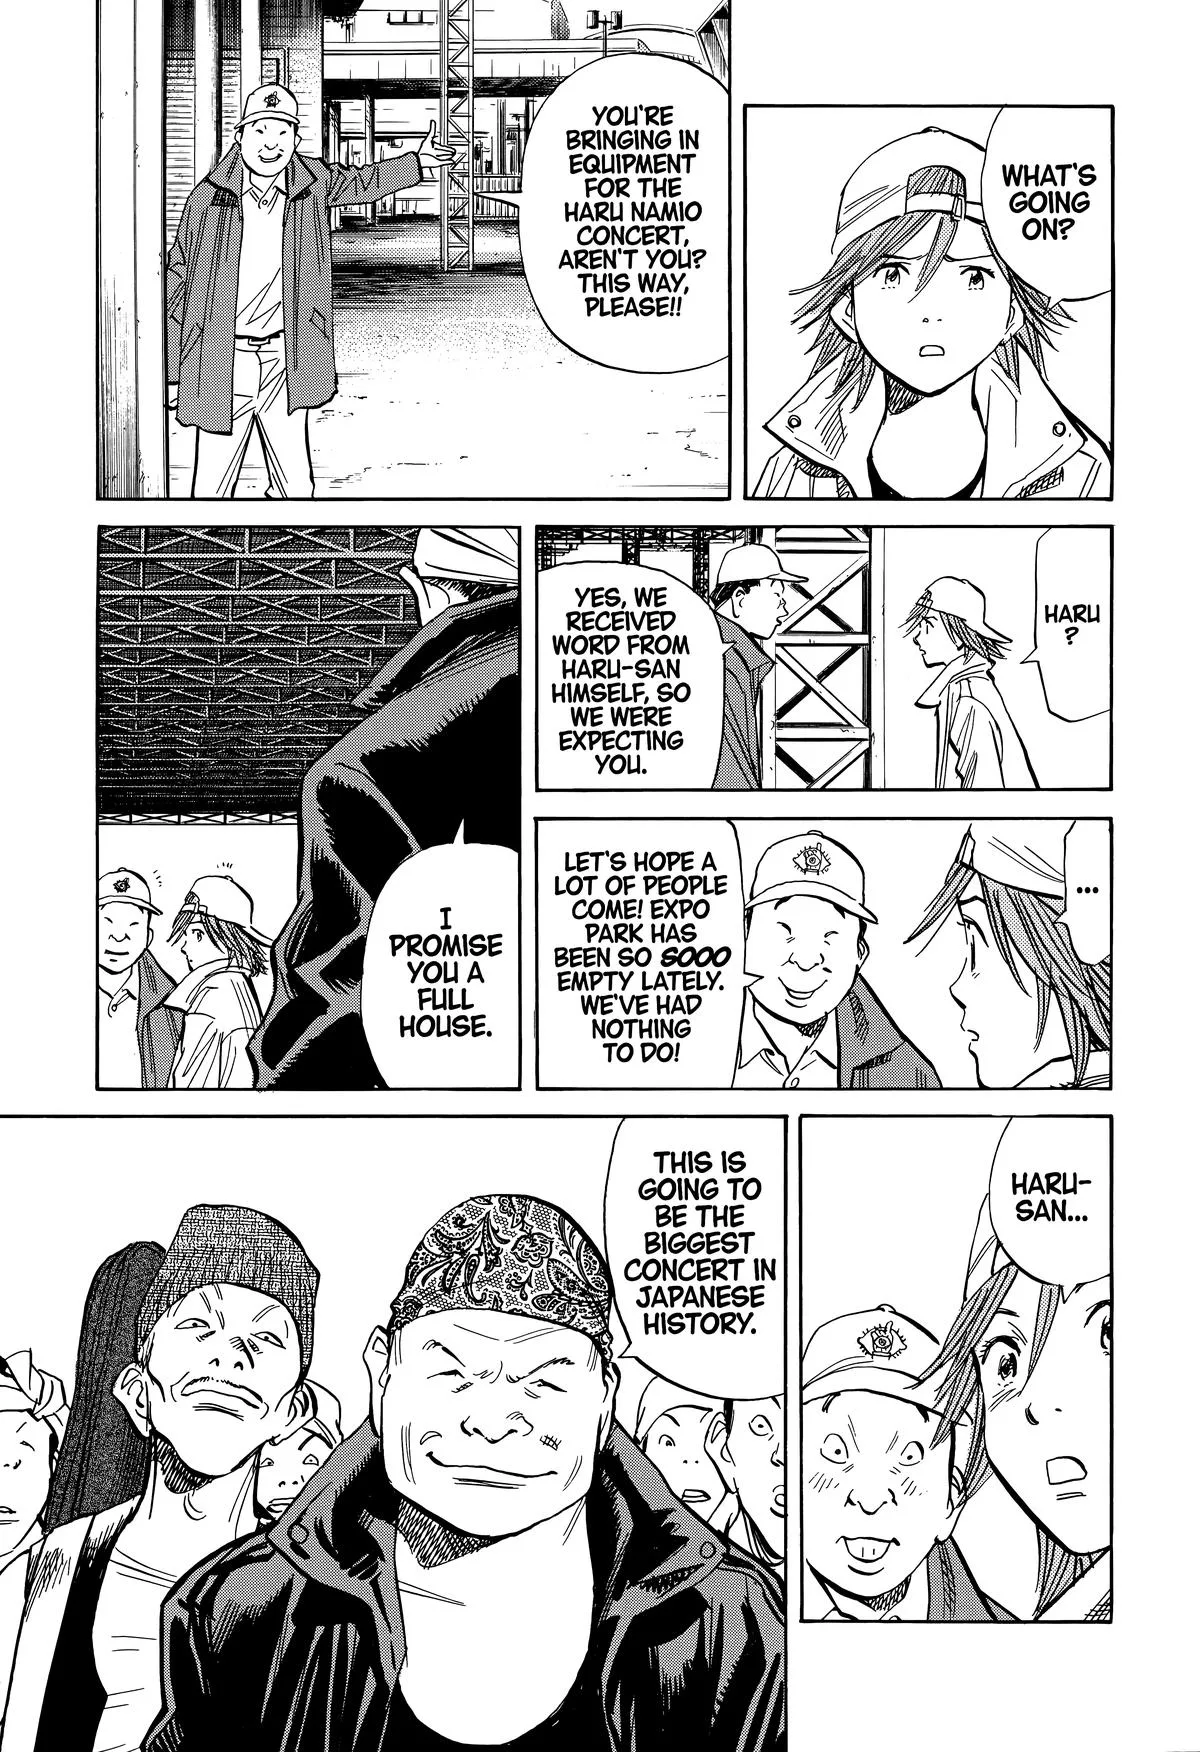 WHAT'S
GOING
ON?
YOU'RE
BRINGING IN
EQUIPMENT
FOR THE
HARU NAMIO
CONCERT,
AREN'T YOU?
THIS WAY,
PLEASE!!
HARU
?
YES, WE
RECEIVED
WORD FROM
HARU-SAN
HIMSELF, SO
WE WERE
EXPECTING
YOU.
...
LET'S HOPE A
LOT OF PEOPLE
COME! EXPO
PARK HAS
BEEN SO SOOO
EMPTY LATELY.
WE'VE HAD
NOTHING
TO DO!
I
PROMISE
YOU A
FULL
HOUSE.
HARU-
SAN...
THIS IS
GOING TO
BE THE
BIGGEST
CONCERT IN
JAPANESE
HISTORY.